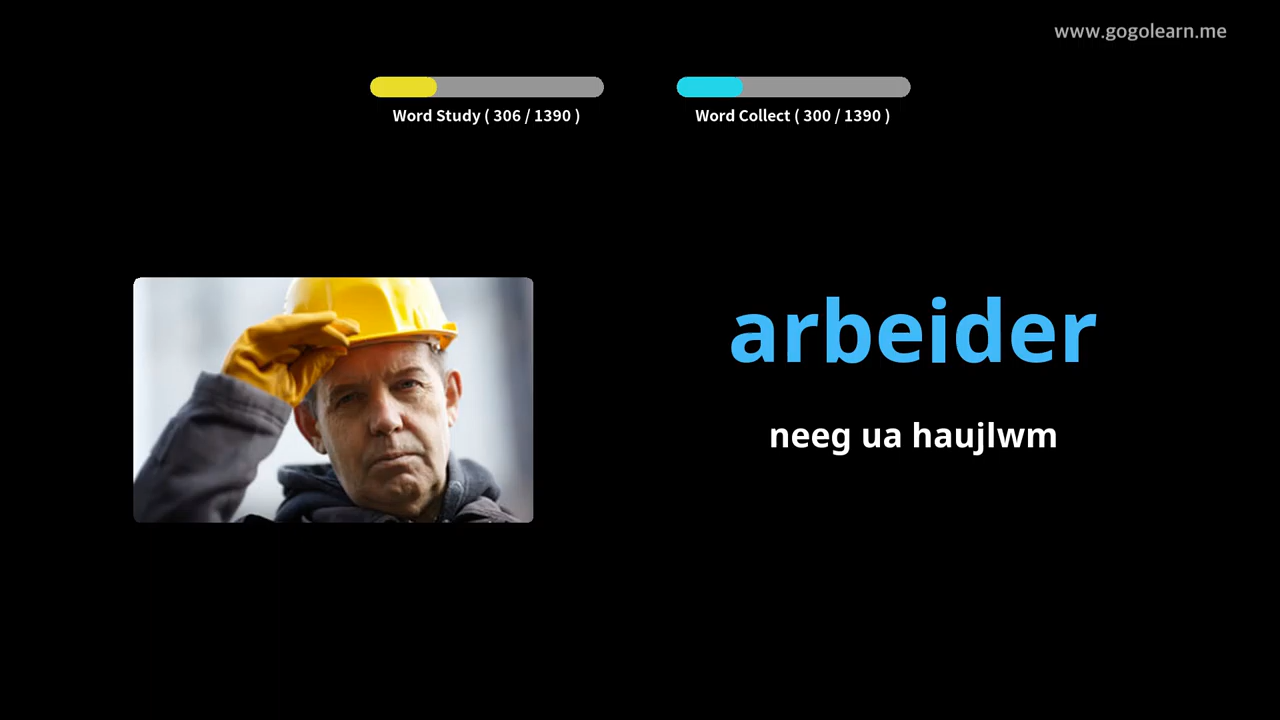 www.gogolearn.me
Word Study ( 306 / 1390 )
Word Collect ( 300 / 1390 )
arbeider
neeg ua haujlwm